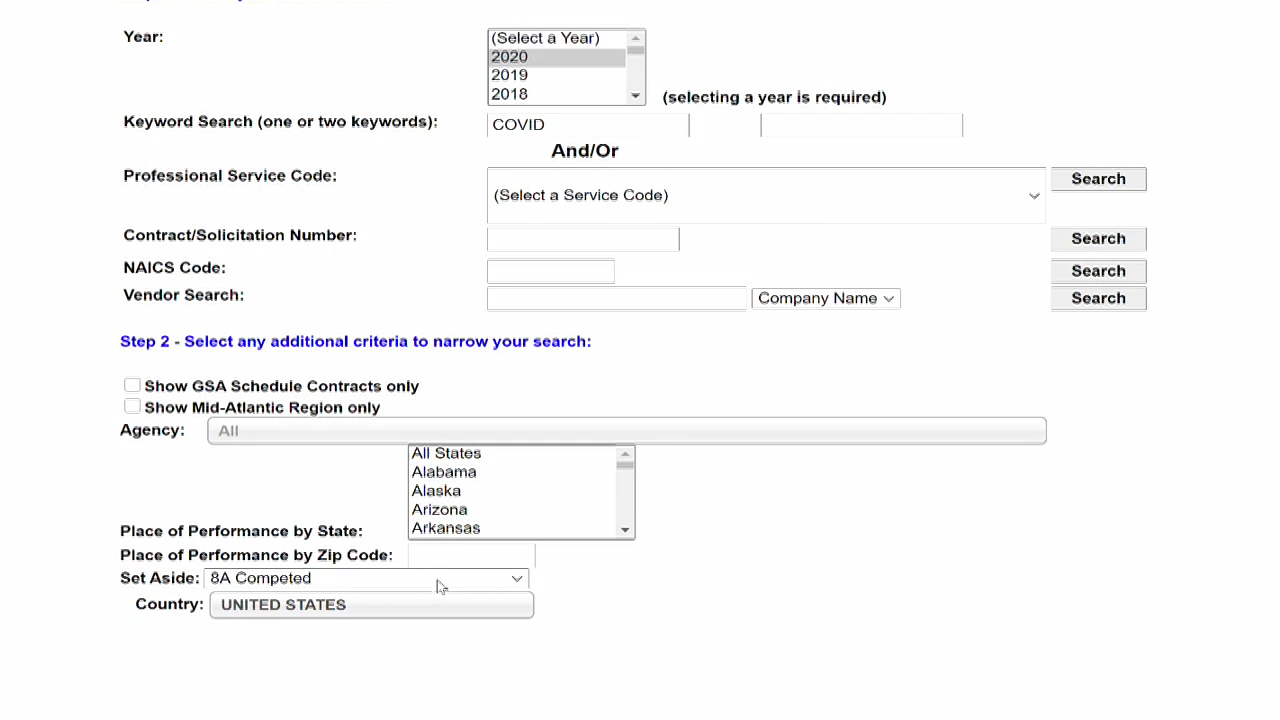 Year:
(Select a Year)
2020
2019
2018
(selecting a year is required)
Keyword Search (one or two keywords):
COVID
And/Or
Professional Service Code:
(Select a Service Code)
Search
Contract/Solicitation Number:
Search
NAICS Code:
Search
Vendor Search:
Company Name
Search
Step 2 - Select any additional criteria to narrow your search:
Show GSA Schedule Contracts only
Show Mid-Atlantic Region only
Agency:
All
All States
Alabama
Alaska
Arizona
Arkansas
Place of Performance by State:
Place of Performance by Zip Code:
Set Aside: 8A Competed
Country: UNITED STATES